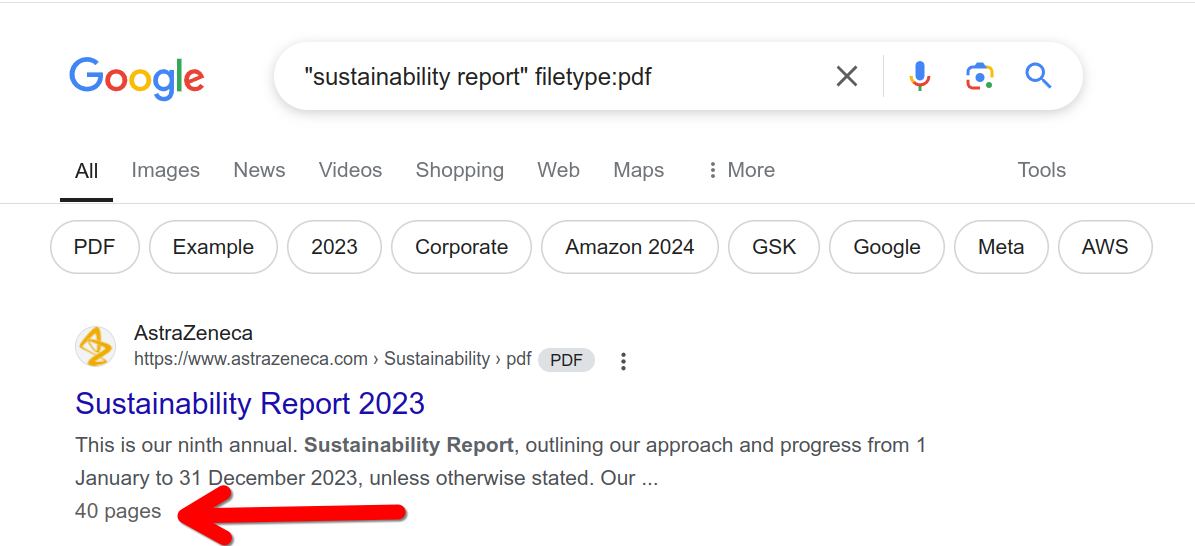 Google
"sustainability report" filetype:pdf
All Images News Videos Shopping Web Maps More Tools
PDF Example 2023 Corporate Amazon 2024 GSK Google Meta AWS
AstraZeneca
https://www.astrazeneca.com › Sustainability › pdf PDF
Sustainability Report 2023
This is our ninth annual. Sustainability Report, outlining our approach and progress from 1
January to 31 December 2023, unless otherwise stated. Our ...
40 pages